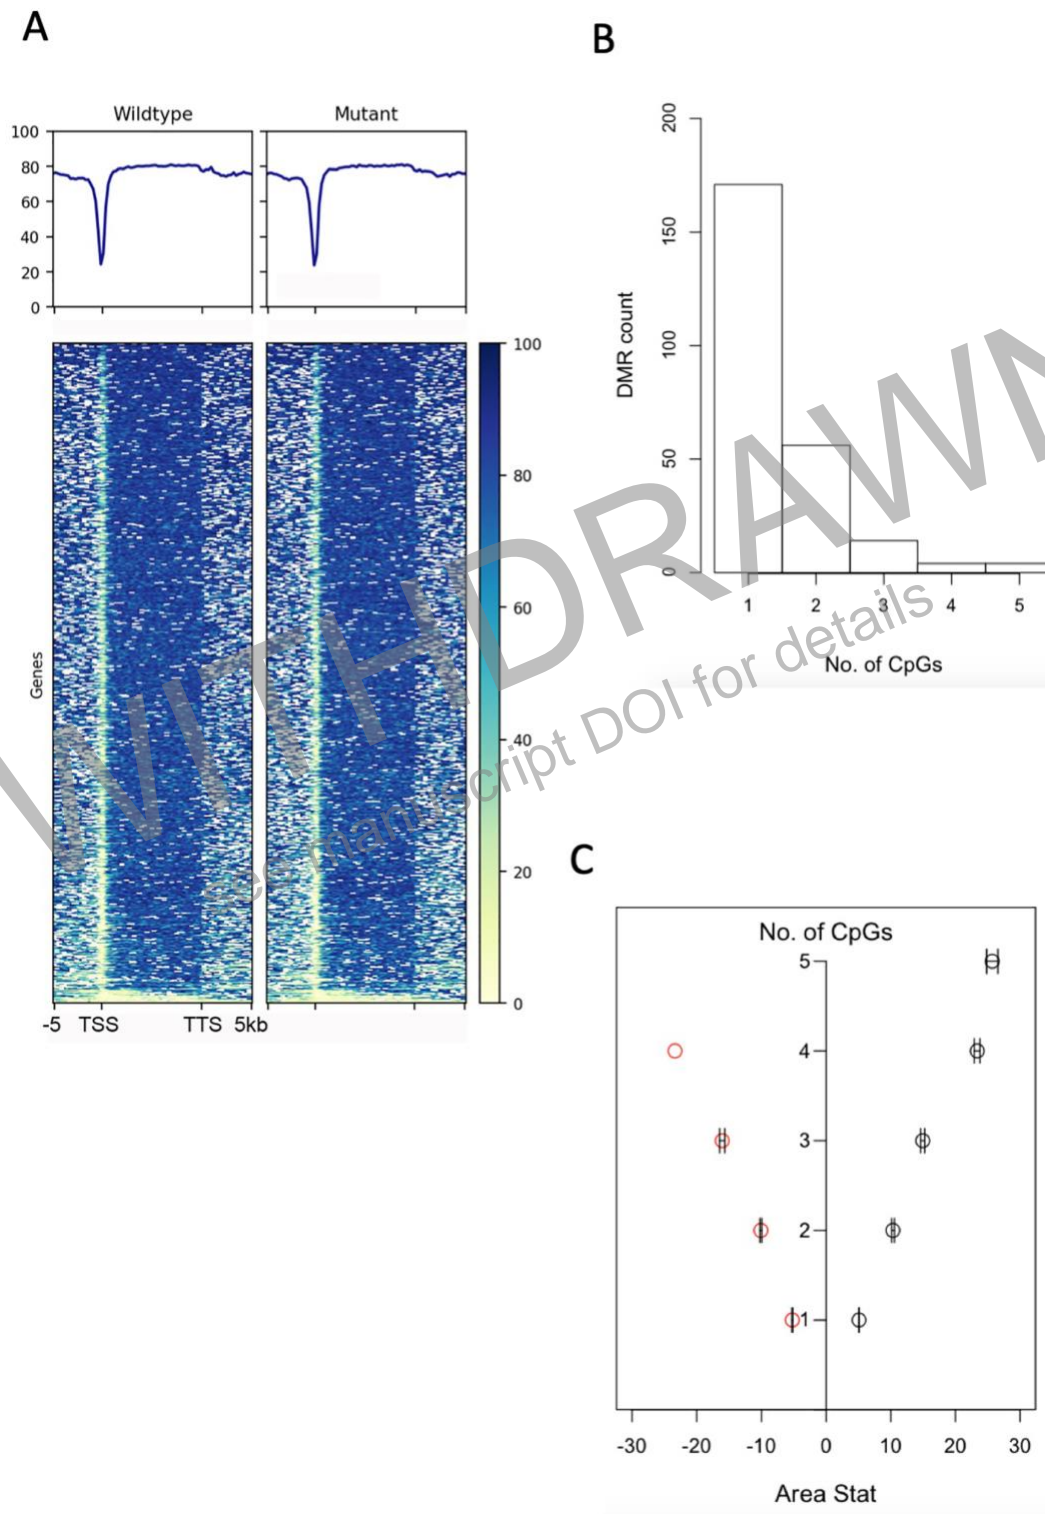 A
Wildtype
Mutant
100
80
60
40
20
0
Genes
-5 TSS TTS 5kb
100
80
60
40
20
0
B
200
150
100
50
0
DMR count
1 2 3 4 5
No. of CpGs
C
No. of CpGs
5
4
3
2
1
-30 -20 -10 0 10 20 30
Area Stat
WITHDRAWN
see manuscript DOI for details